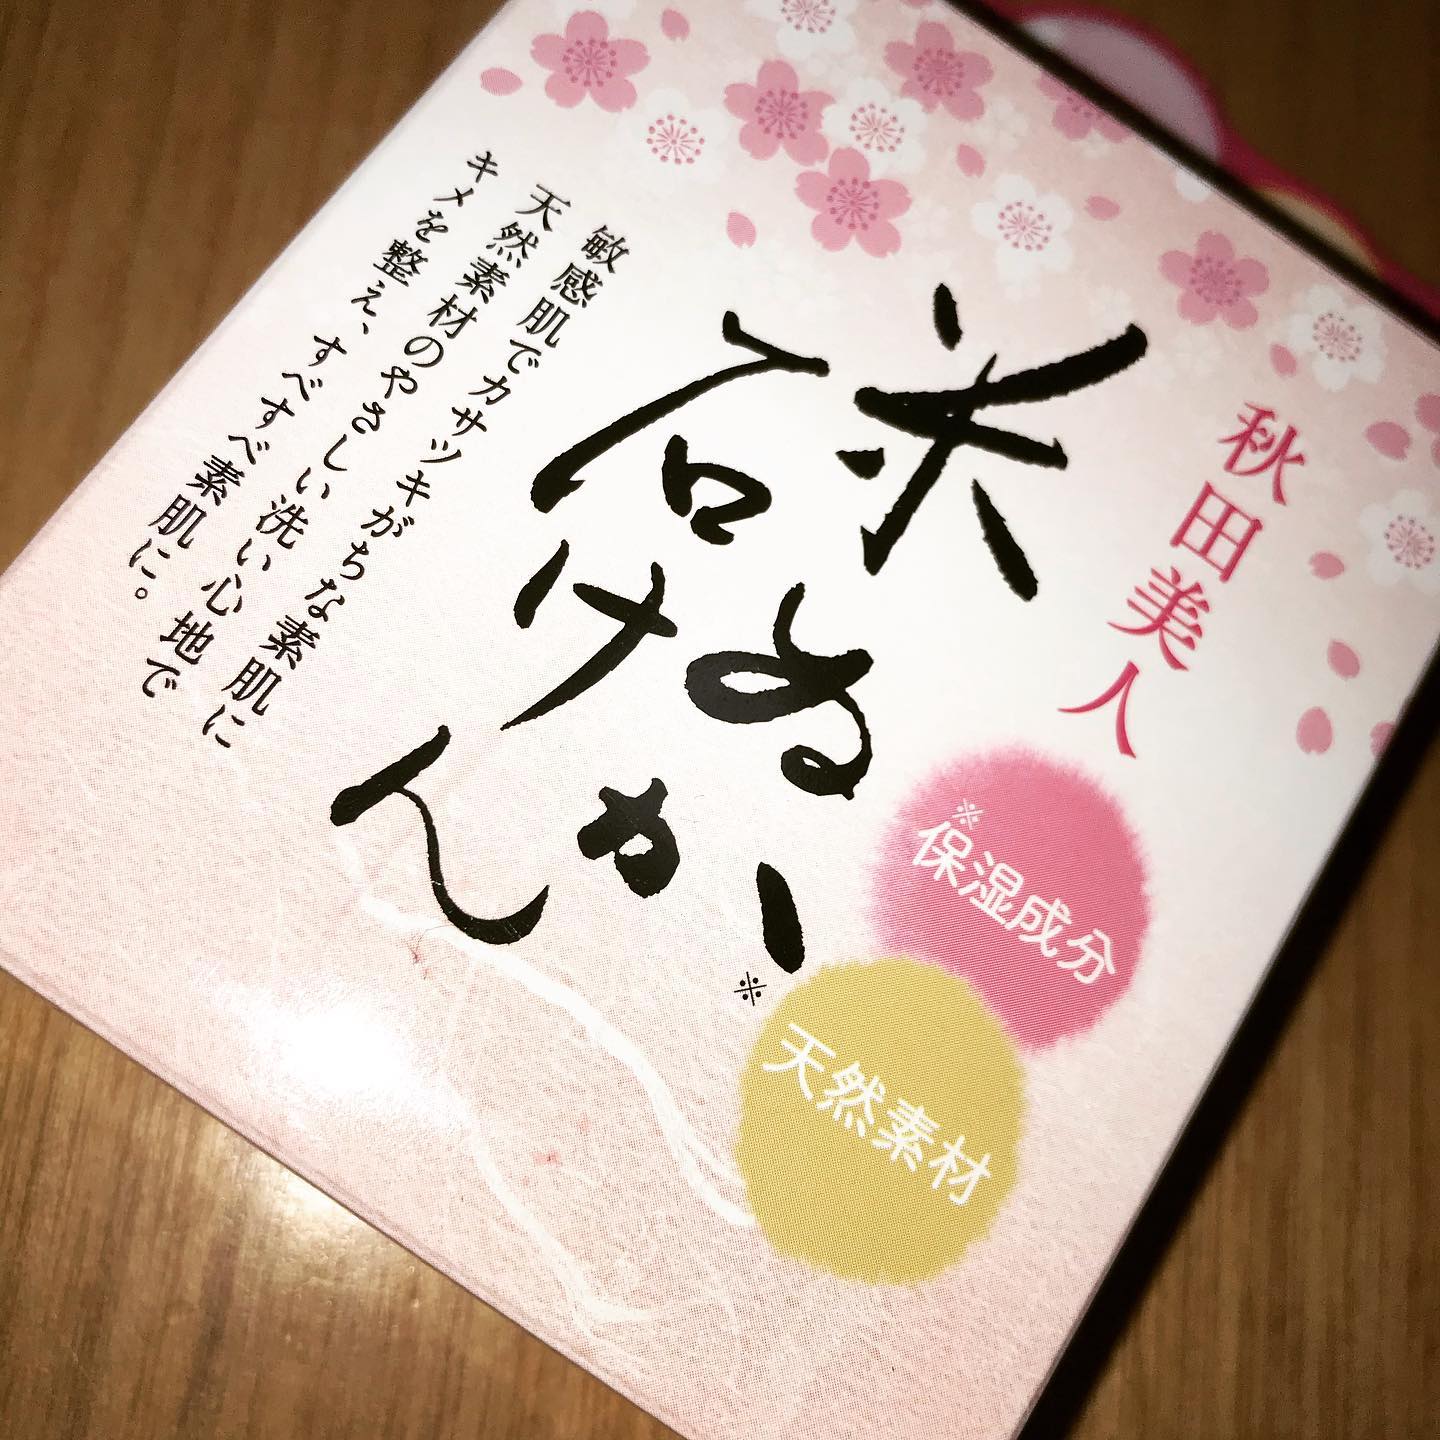 秋田美人
米ぬか※
石けん
敏感肌でカサツキがちな素肌に
天然素材のやさしい洗い心地で
キメを整え、すべすべ素肌に。
※保湿成分
天然素材